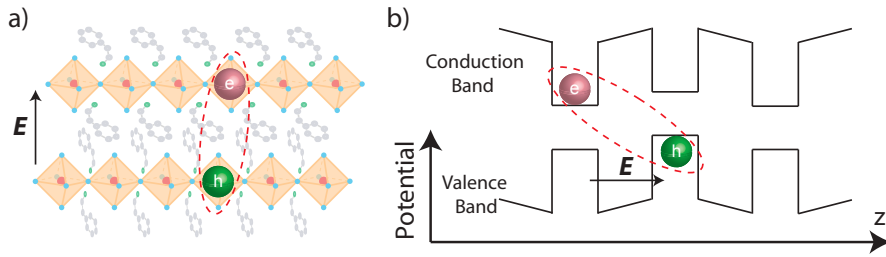 a)
E
e
h
b)
Conduction
Band
e
h
E
Valence
Band
Potential
z